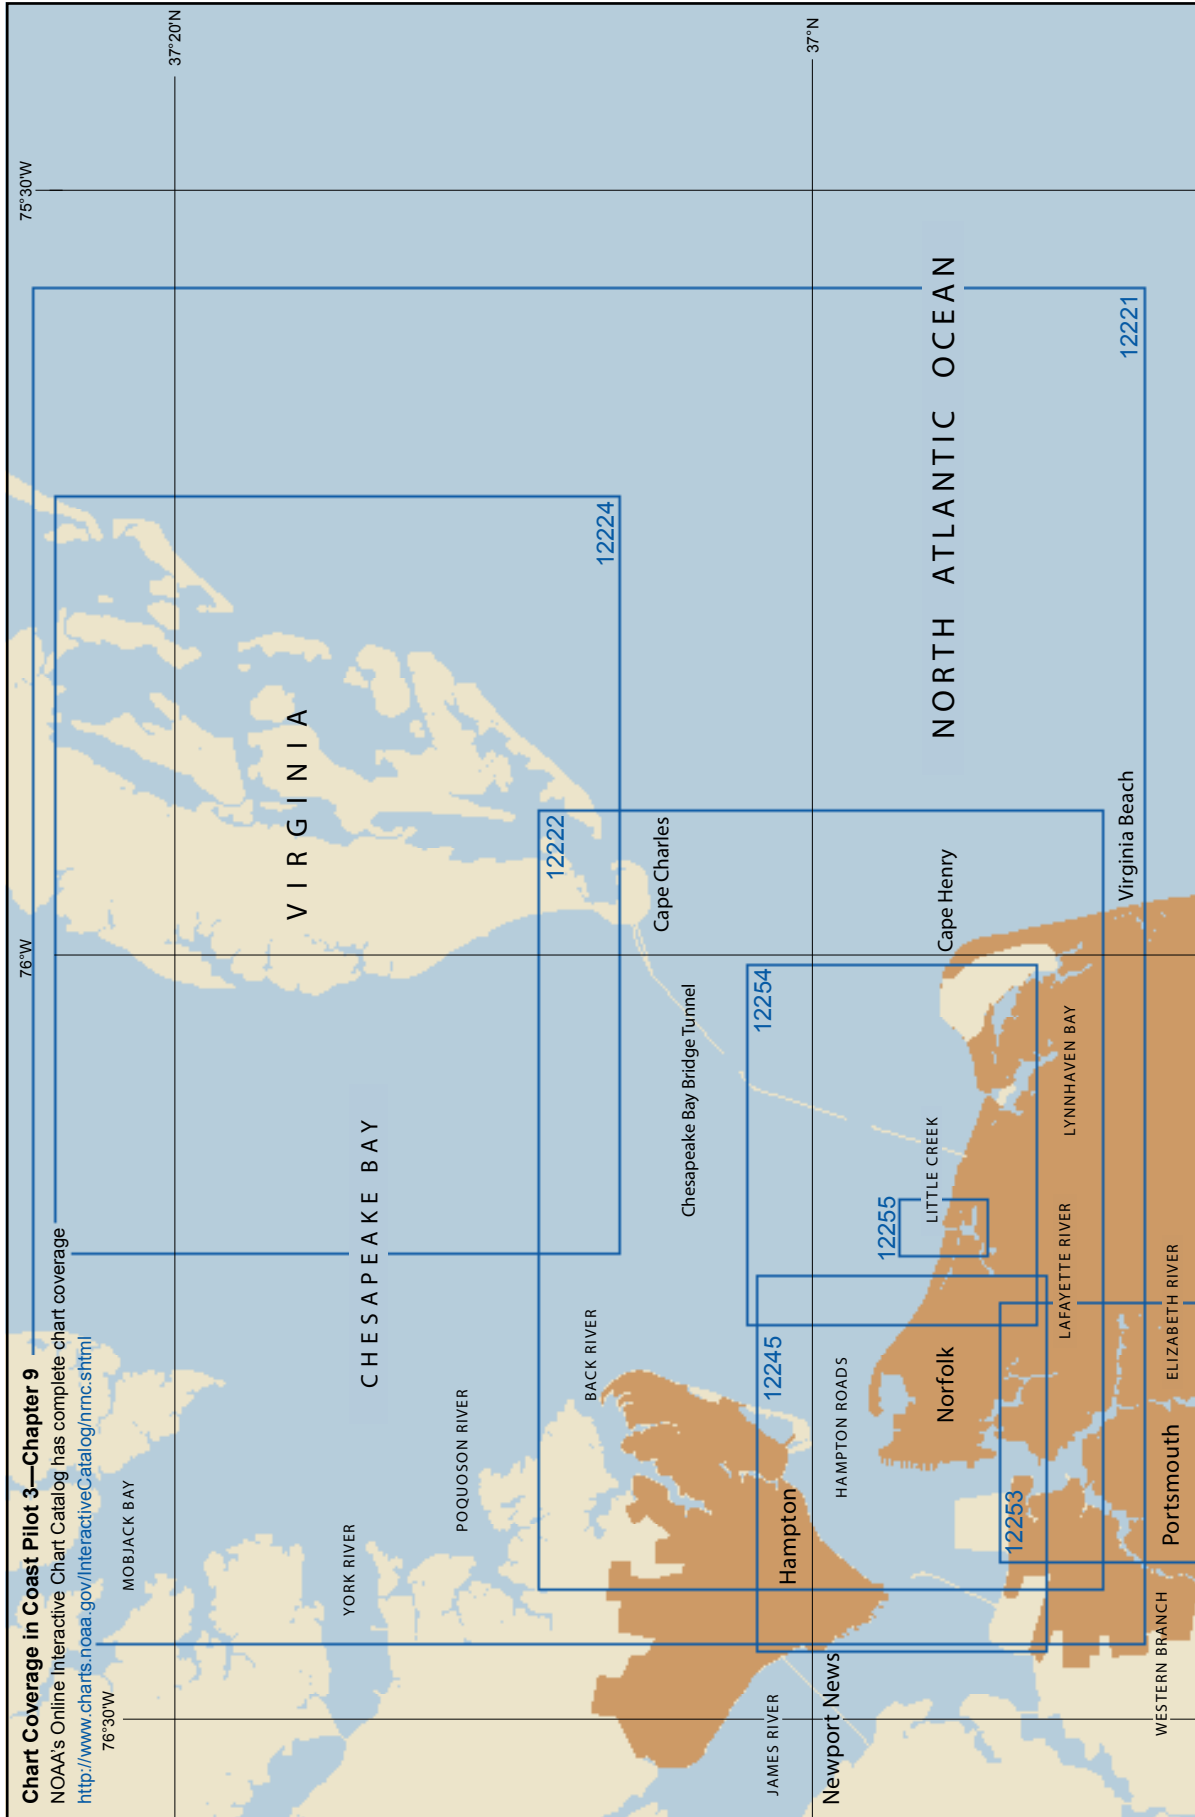 Chart Coverage in Coast Pilot 3—Chapter 9
NOAA's Online Interactive Chart Catalog has complete chart coverage
http://www.charts.noaa.gov/InteractiveCatalog/nrnc.shtml
76°30'W
76°W
75°30'W
37°20'N
37°N
MOBJACK BAY
VIRGINIA
YORK RIVER
CHESAPEAKE BAY
POQUOSON RIVER
12224
12222
BACK RIVER
Cape Charles
Chesapeake Bay Bridge Tunnel
12254
12245
JAMES RIVER
Hampton
Newport News
HAMPTON ROADS
12255
LITTLE CREEK
Cape Henry
NORTH ATLANTIC OCEAN
Norfolk
12253
LAFAYETTE RIVER
LYNNHAVEN BAY
Virginia Beach
12221
WESTERN BRANCH
Portsmouth
ELIZABETH RIVER